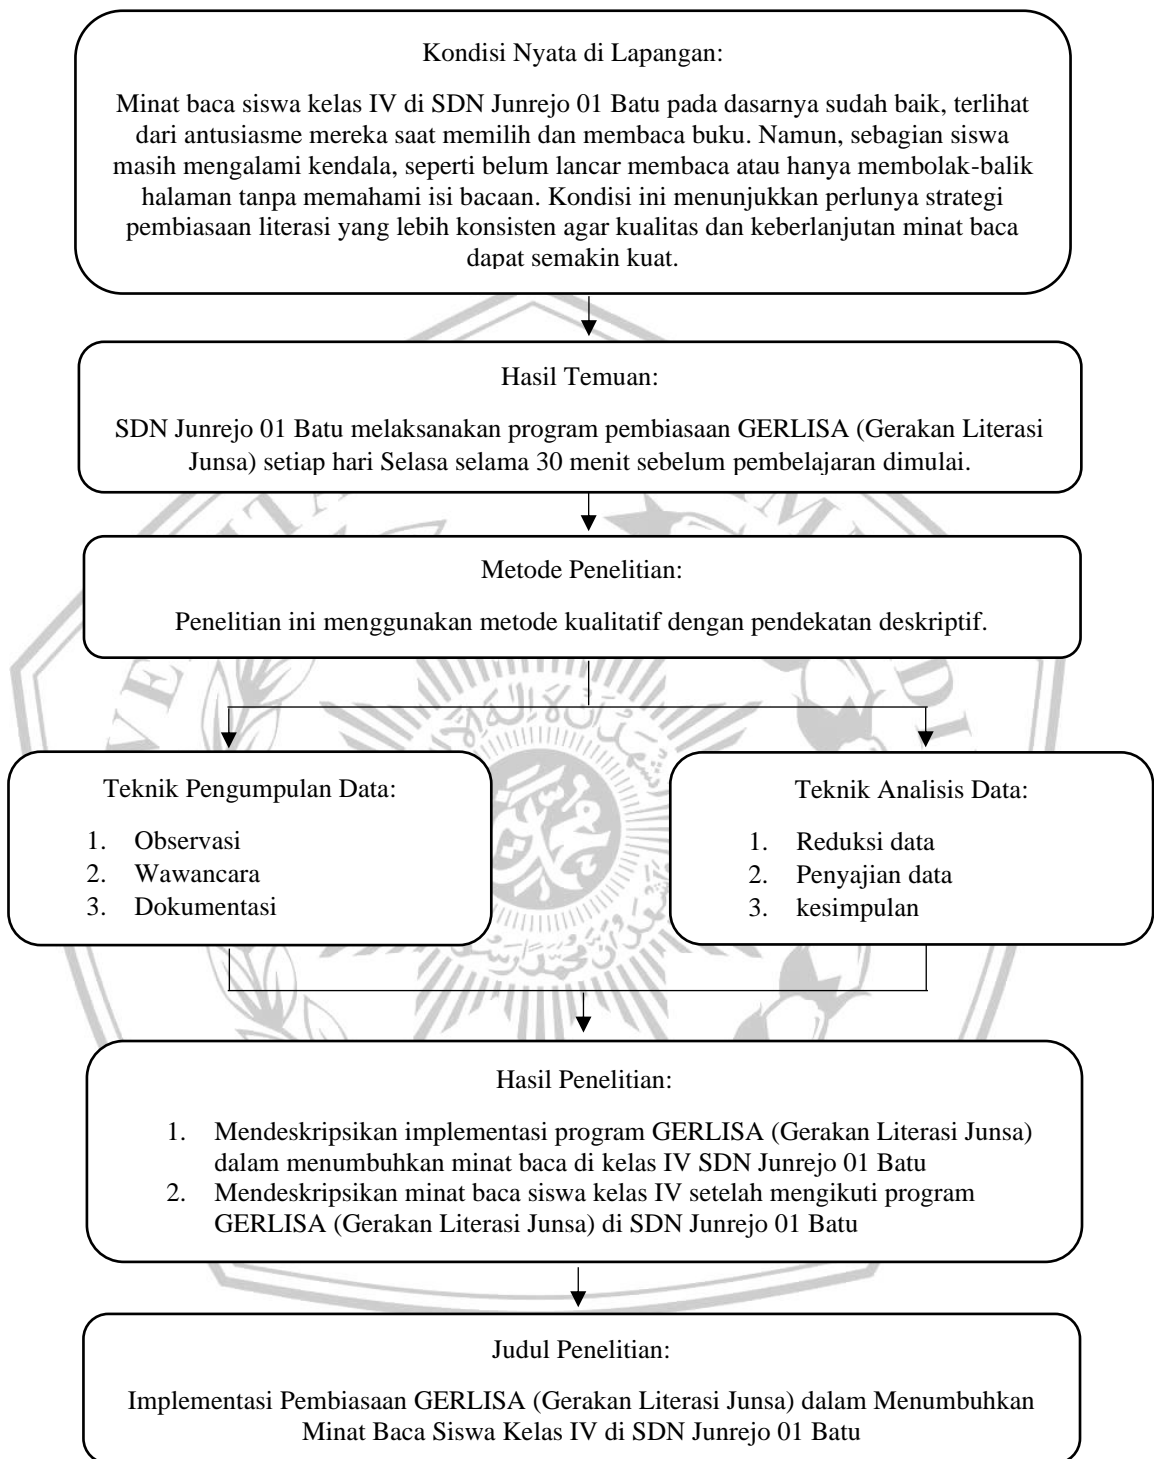 Kondisi Nyata di Lapangan:
Minat baca siswa kelas IV di SDN Junrejo 01 Batu pada dasarnya sudah baik, terlihat
dari antusiasme mereka saat memilih dan membaca buku. Namun, sebagian siswa
masih mengalami kendala, seperti belum lancar membaca atau hanya membolak-balik
halaman tanpa memahami isi bacaan. Kondisi ini menunjukkan perlunya strategi
pembiasaan literasi yang lebih konsisten agar kualitas dan keberlanjutan minat baca
dapat semakin kuat.
Hasil Temuan:
SDN Junrejo 01 Batu melaksanakan program pembiasaan GERLISA (Gerakan Literasi
Junsa) setiap hari Selasa selama 30 menit sebelum pembelajaran dimulai.
Metode Penelitian:
Penelitian ini menggunakan metode kualitatif dengan pendekatan deskriptif.
Teknik Pengumpulan Data:
1. Observasi
2. Wawancara
3. Dokumentasi
Teknik Analisis Data:
1. Reduksi data
2. Penyajian data
3. kesimpulan
Hasil Penelitian:
1. Mendeskripsikan implementasi program GERLISA (Gerakan Literasi Junsa)
dalam menumbuhkan minat baca di kelas IV SDN Junrejo 01 Batu
2. Mendeskripsikan minat baca siswa kelas IV setelah mengikuti program
GERLISA (Gerakan Literasi Junsa) di SDN Junrejo 01 Batu
Judul Penelitian:
Implementasi Pembiasaan GERLISA (Gerakan Literasi Junsa) dalam Menumbuhkan
Minat Baca Siswa Kelas IV di SDN Junrejo 01 Batu